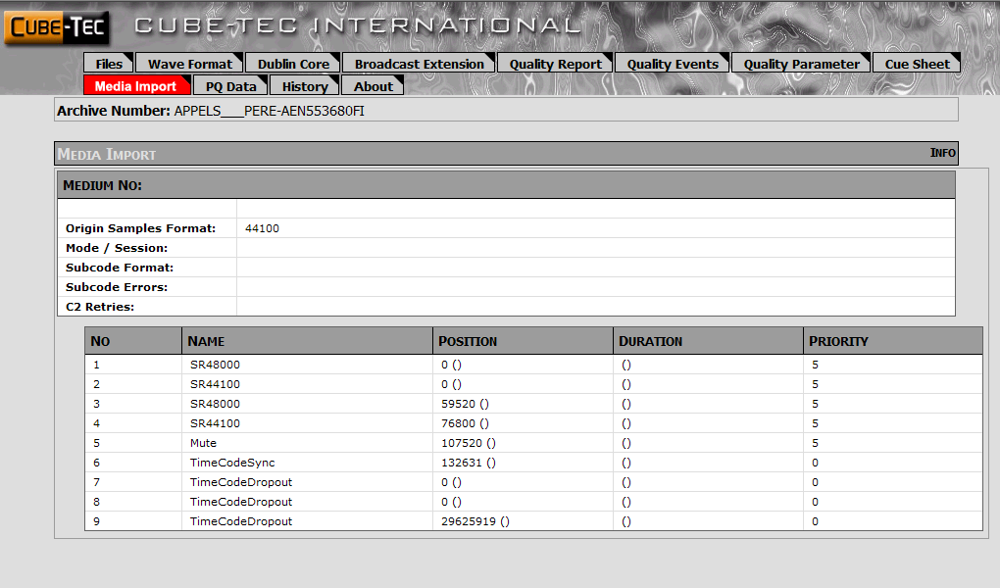 CUBE-TEC CUBE-TEC INTERNATIONAL
Files Wave Format Dublin Core Broadcast Extension Quality Report Quality Events Quality Parameter Cue Sheet
Media Import PQ Data History About
Archive Number: APPELS___PERE-AEN553680FI
MEDIA IMPORT INFO
MEDIUM NO:
Origin Samples Format: 44100
Mode / Session:
Subcode Format:
Subcode Errors:
C2 Retries:
NO NAME POSITION DURATION PRIORITY
1 SR48000 0 () () 5
2 SR44100 0 () () 5
3 SR48000 59520 () () 5
4 SR44100 76800 () () 5
5 Mute 107520 () () 5
6 TimeCodeSync 132631 () () 0
7 TimeCodeDropout 0 () () 0
8 TimeCodeDropout 0 () () 0
9 TimeCodeDropout 29625919 () () 0